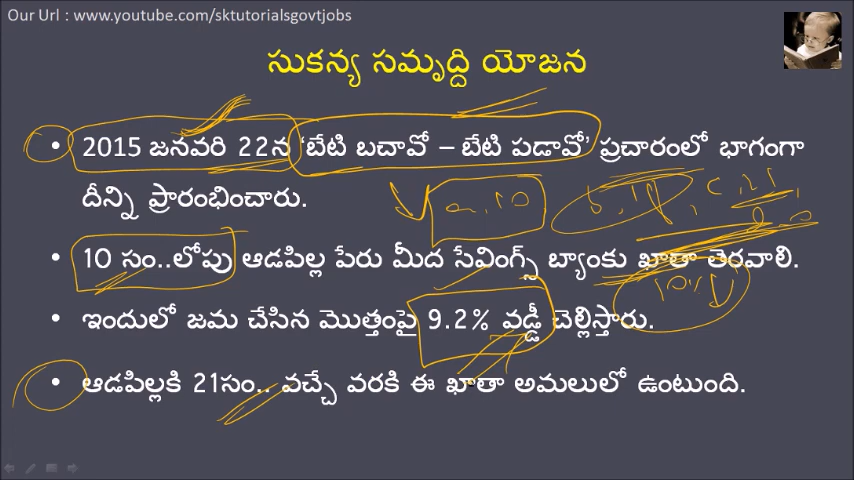 Our Url : www.youtube.com/sktutorialsgovtjobs
సుకన్య సమృద్ది యోజన
• 2015 జనవరి 22న ‘బేటి బచావో – బేటి పడావో’ ప్రచారంలో భాగంగా
దీన్ని ప్రారంభించారు.
a, 10
• 10 సం..లోపు ఆడపిల్ల పేరు మీద సేవింగ్స్ బ్యాంకు ఖాతా తెరవాలి.
• ఇందులో జమ చేసిన మొత్తంపై 9.2% వడ్డీ చెల్లిస్తారు.
• ఆడపిల్లకి 21సం.. వచ్చే వరకి ఈ ఖాతా అమలులో ఉంటుంది.